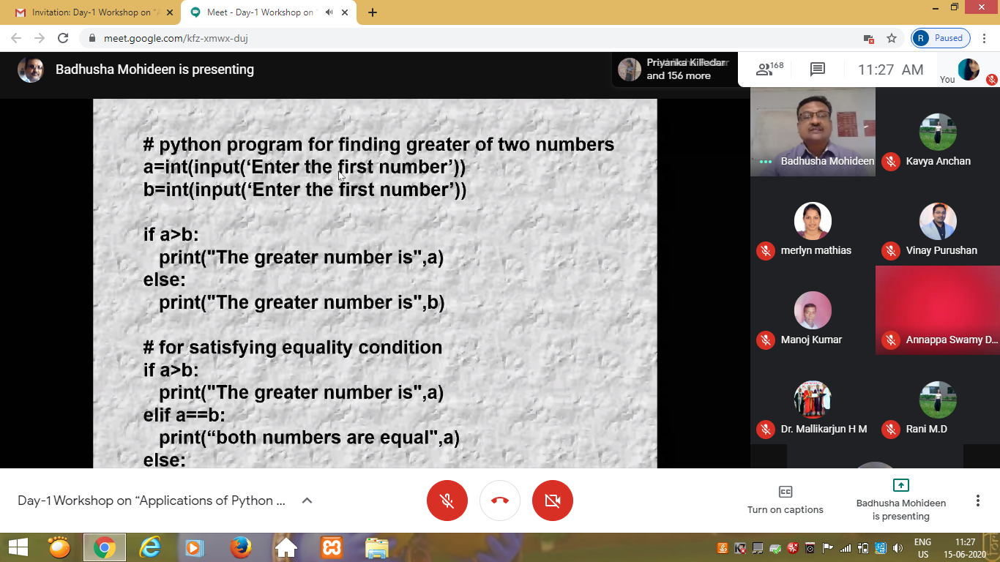 Invitation: Day-1 Workshop on “A
Meet - Day-1 Workshop on “
meet.google.com/kfz-xmwx-duj
R Paused
Badhusha Mohideen is presenting
Priyanka Killedar
and 156 more
168
11:27 AM
You
# python program for finding greater of two numbers
a=int(input(‘Enter the first number’))
b=int(input(‘Enter the first number’))
if a>b:
print("The greater number is",a)
else:
print("The greater number is",b)
# for satisfying equality condition
if a>b:
print("The greater number is",a)
elif a==b:
print(“both numbers are equal",a)
else:
Badhusha Mohideen
Kavya Anchan
merlyn mathias
Vinay Purushan
Manoj Kumar
Annappa Swamy D...
Dr. Mallikarjun H M
Rani M.D
Day-1 Workshop on “Applications of Python ...
CC
Turn on captions
Badhusha Mohideen
is presenting
ENG
US
11:27
15-06-2020